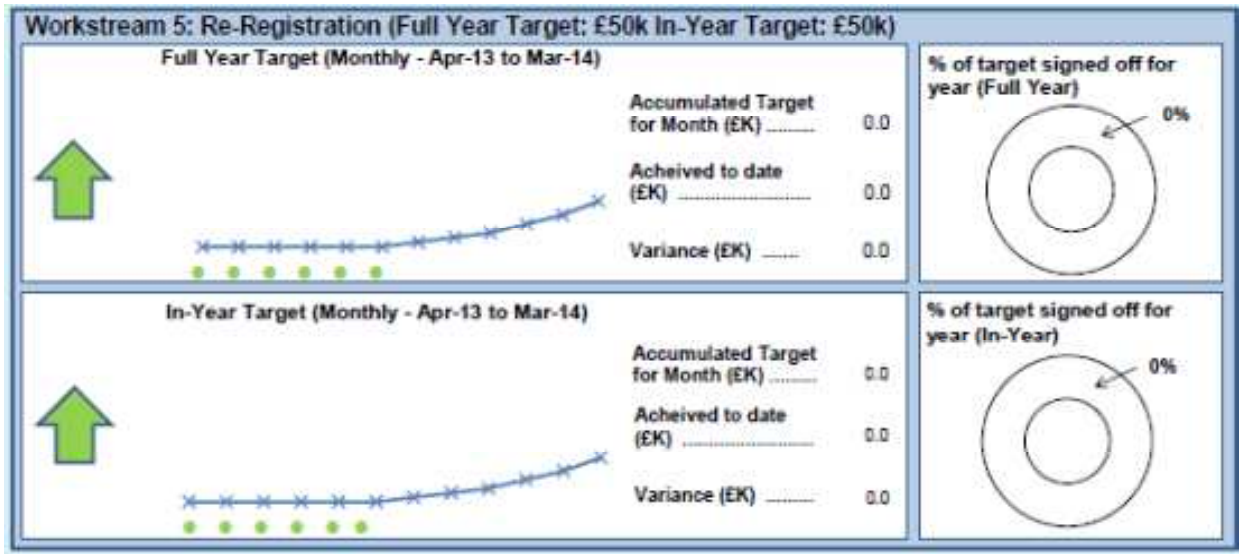 Workstream 5: Re-Registration (Full Year Target: £50k In-Year Target: £50k)
Full Year Target (Monthly - Apr-13 to Mar-14)
Accumulated Target
for Month (£K) ......... 0.0
Acheived to date
(£K) ........................... 0.0
Variance (£K) ....... 0.0
% of target signed off for
year (Full Year)
0%
In-Year Target (Monthly - Apr-13 to Mar-14)
Accumulated Target
for Month (£K) ......... 0.0
Acheived to date
(£K) ........................... 0.0
Variance (£K) ......... 0.0
% of target signed off for
year (In-Year)
0%